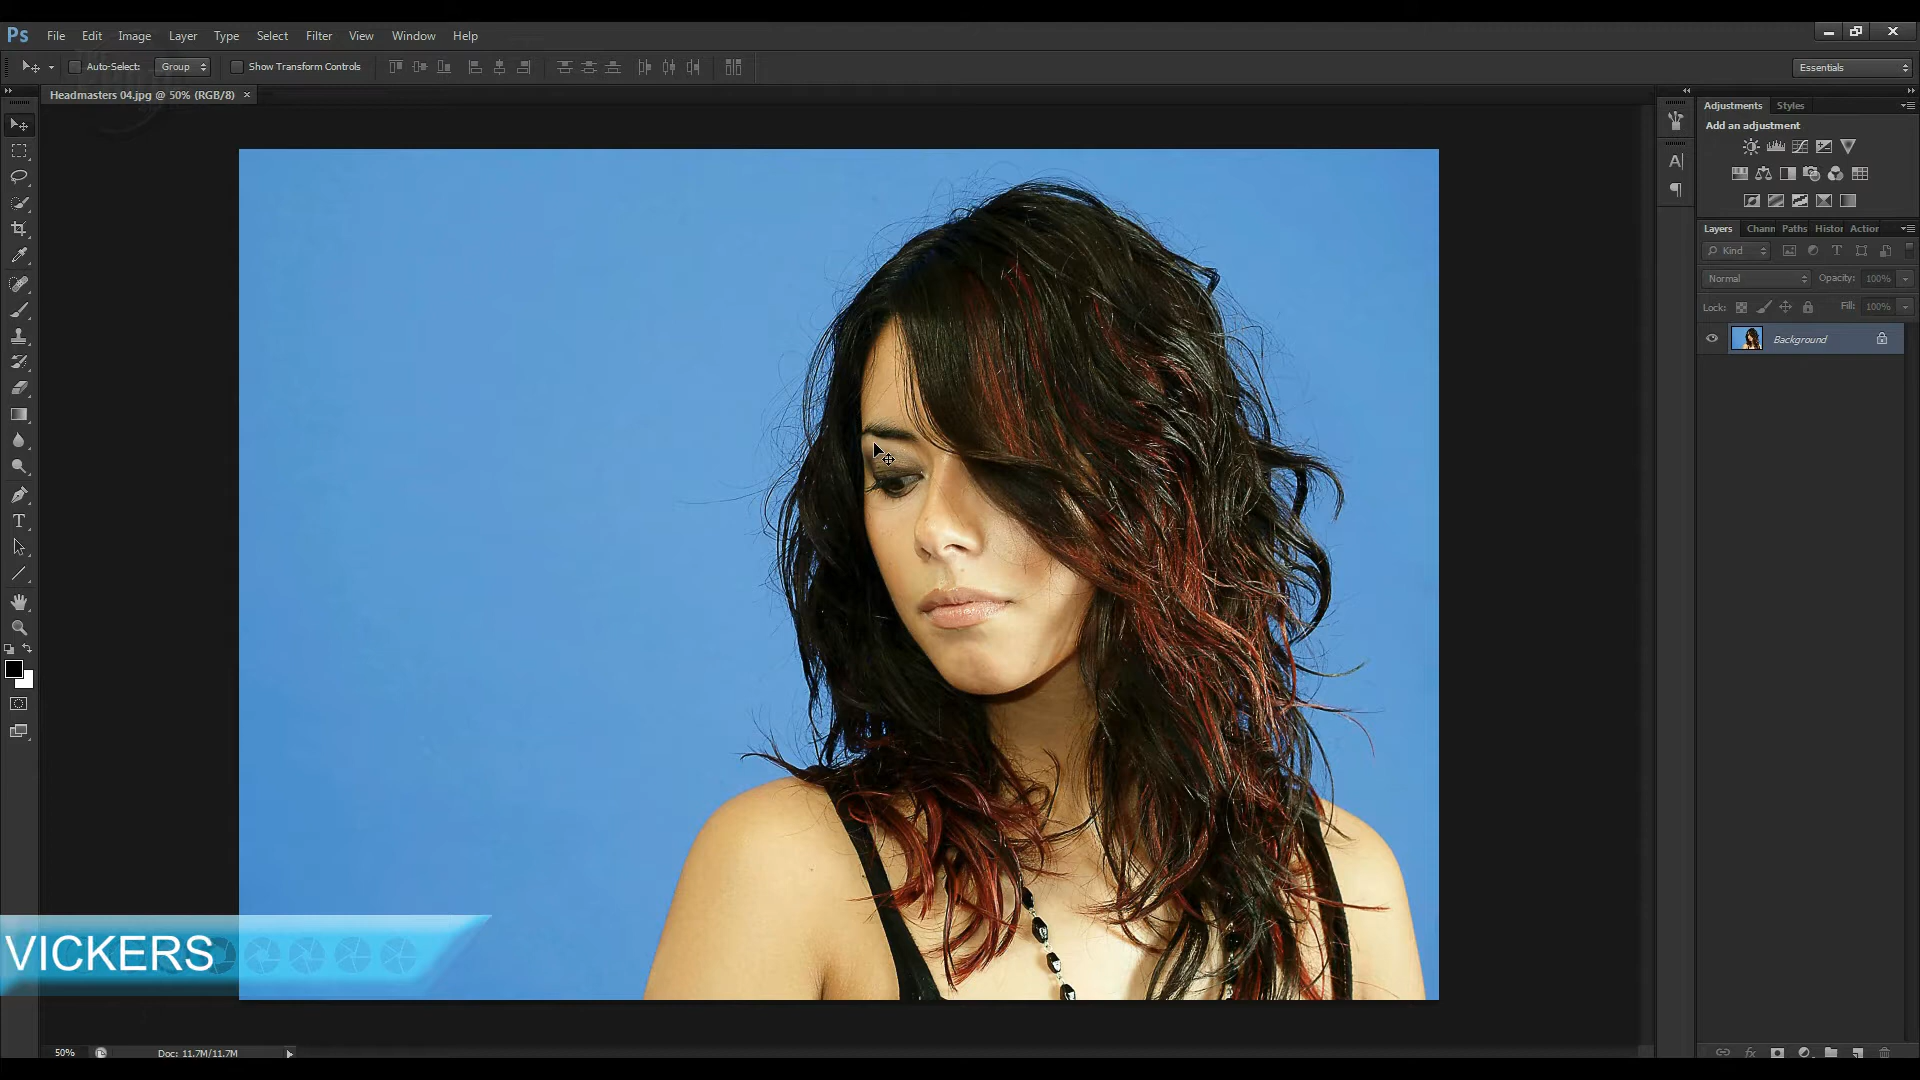 Ps File Edit Image Layer Type Select Filter View Window Help
Auto-Select: Group Show Transform Controls Essentials
Headmasters 04.jpg @ 50% (RGB/8) ×
Adjustments Styles
Add an adjustment
Layers Chann Paths Histor Action
Kind
Normal Opacity: 100%
Lock: Fill: 100%
Background
VICKERS
50% Doc: 11.7M/11.7M